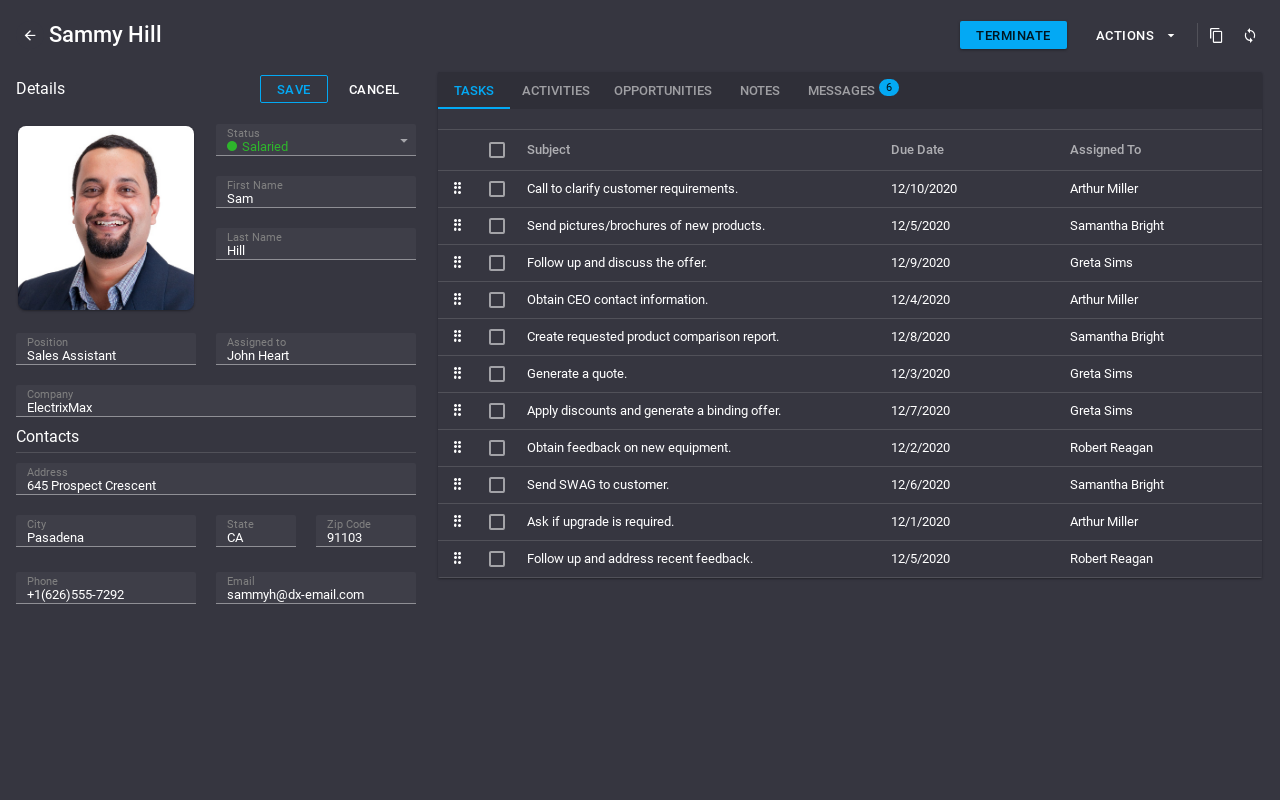 Sammy Hill
TERMINATE
ACTIONS
Details
SAVE
CANCEL
Status
Salaried
First Name
Sam
Last Name
Hill
Position
Sales Assistant
Assigned to
John Heart
Company
ElectrixMax
Contacts
Address
645 Prospect Crescent
City
Pasadena
State
CA
Zip Code
91103
Phone
+1(626)555-7292
Email
sammyh@dx-email.com
TASKS ACTIVITIES OPPORTUNITIES NOTES MESSAGES 6
Subject Due Date Assigned To
Call to clarify customer requirements. 12/10/2020 Arthur Miller
Send pictures/brochures of new products. 12/5/2020 Samantha Bright
Follow up and discuss the offer. 12/9/2020 Greta Sims
Obtain CEO contact information. 12/4/2020 Arthur Miller
Create requested product comparison report. 12/8/2020 Samantha Bright
Generate a quote. 12/3/2020 Greta Sims
Apply discounts and generate a binding offer. 12/7/2020 Greta Sims
Obtain feedback on new equipment. 12/2/2020 Robert Reagan
Send SWAG to customer. 12/6/2020 Samantha Bright
Ask if upgrade is required. 12/1/2020 Arthur Miller
Follow up and address recent feedback. 12/5/2020 Robert Reagan